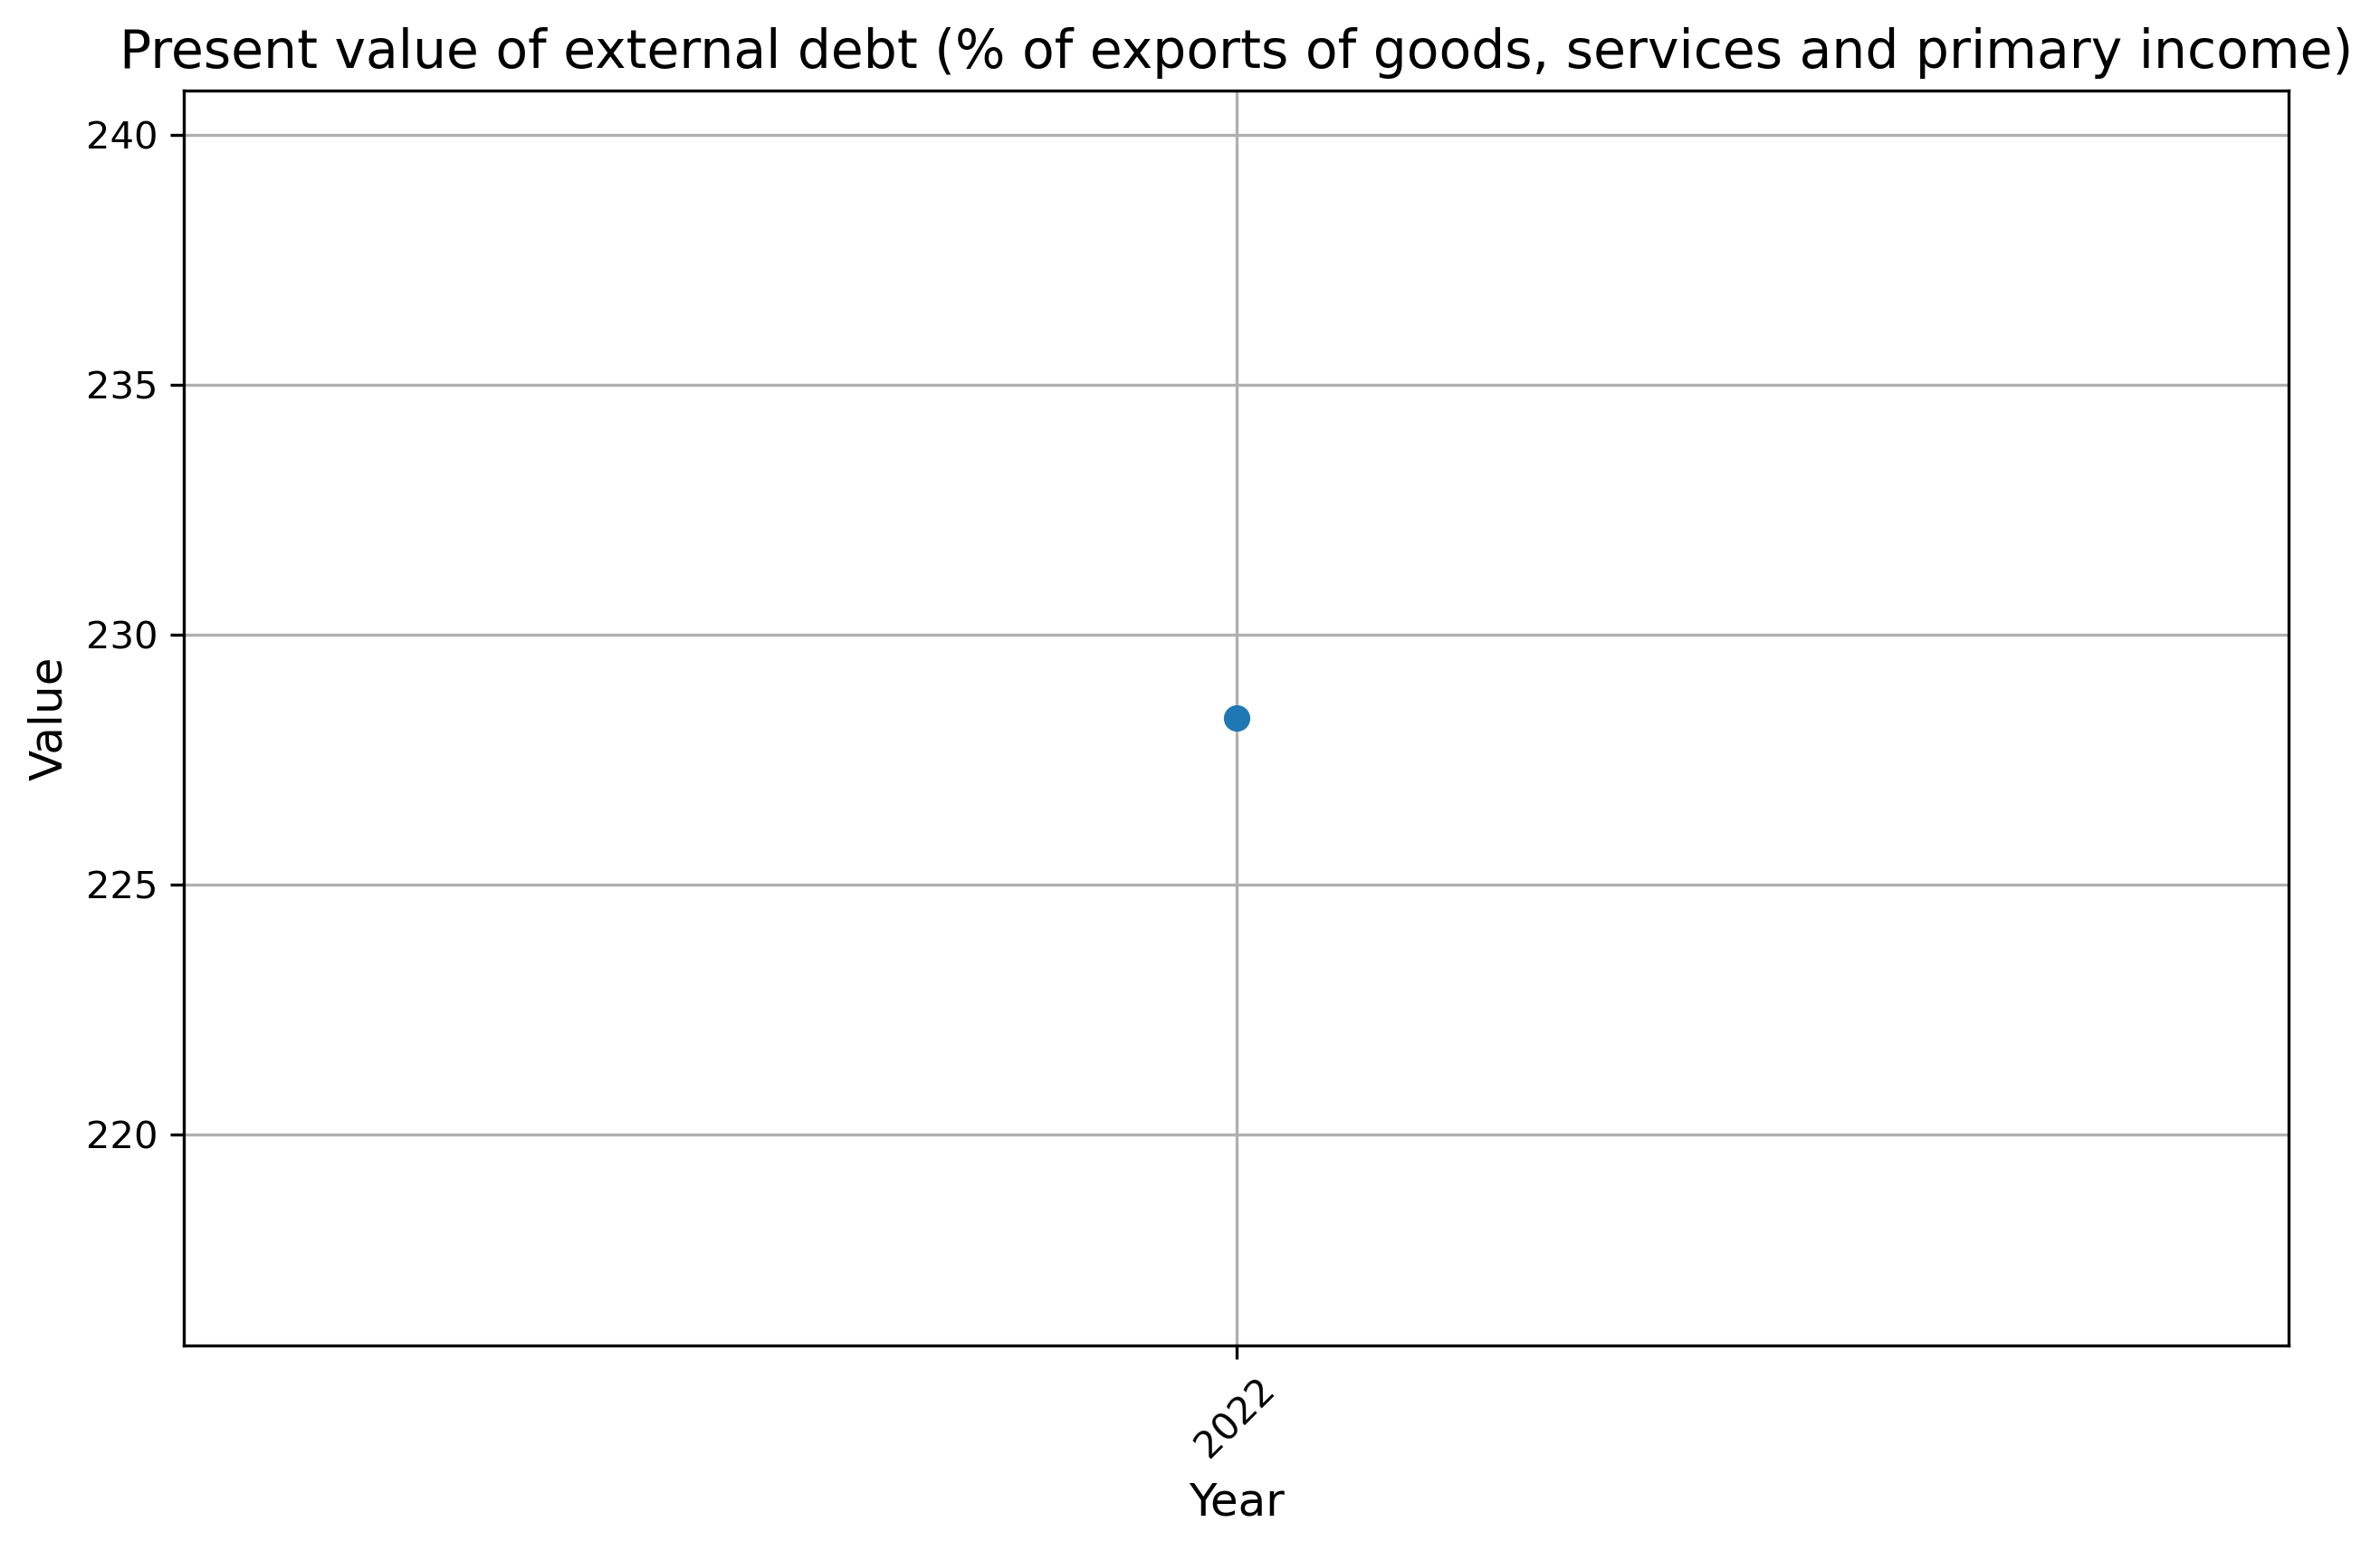 Present value of external debt (% of exports of goods, services and primary income)
240
235
230
225
220
Value
2022
Year